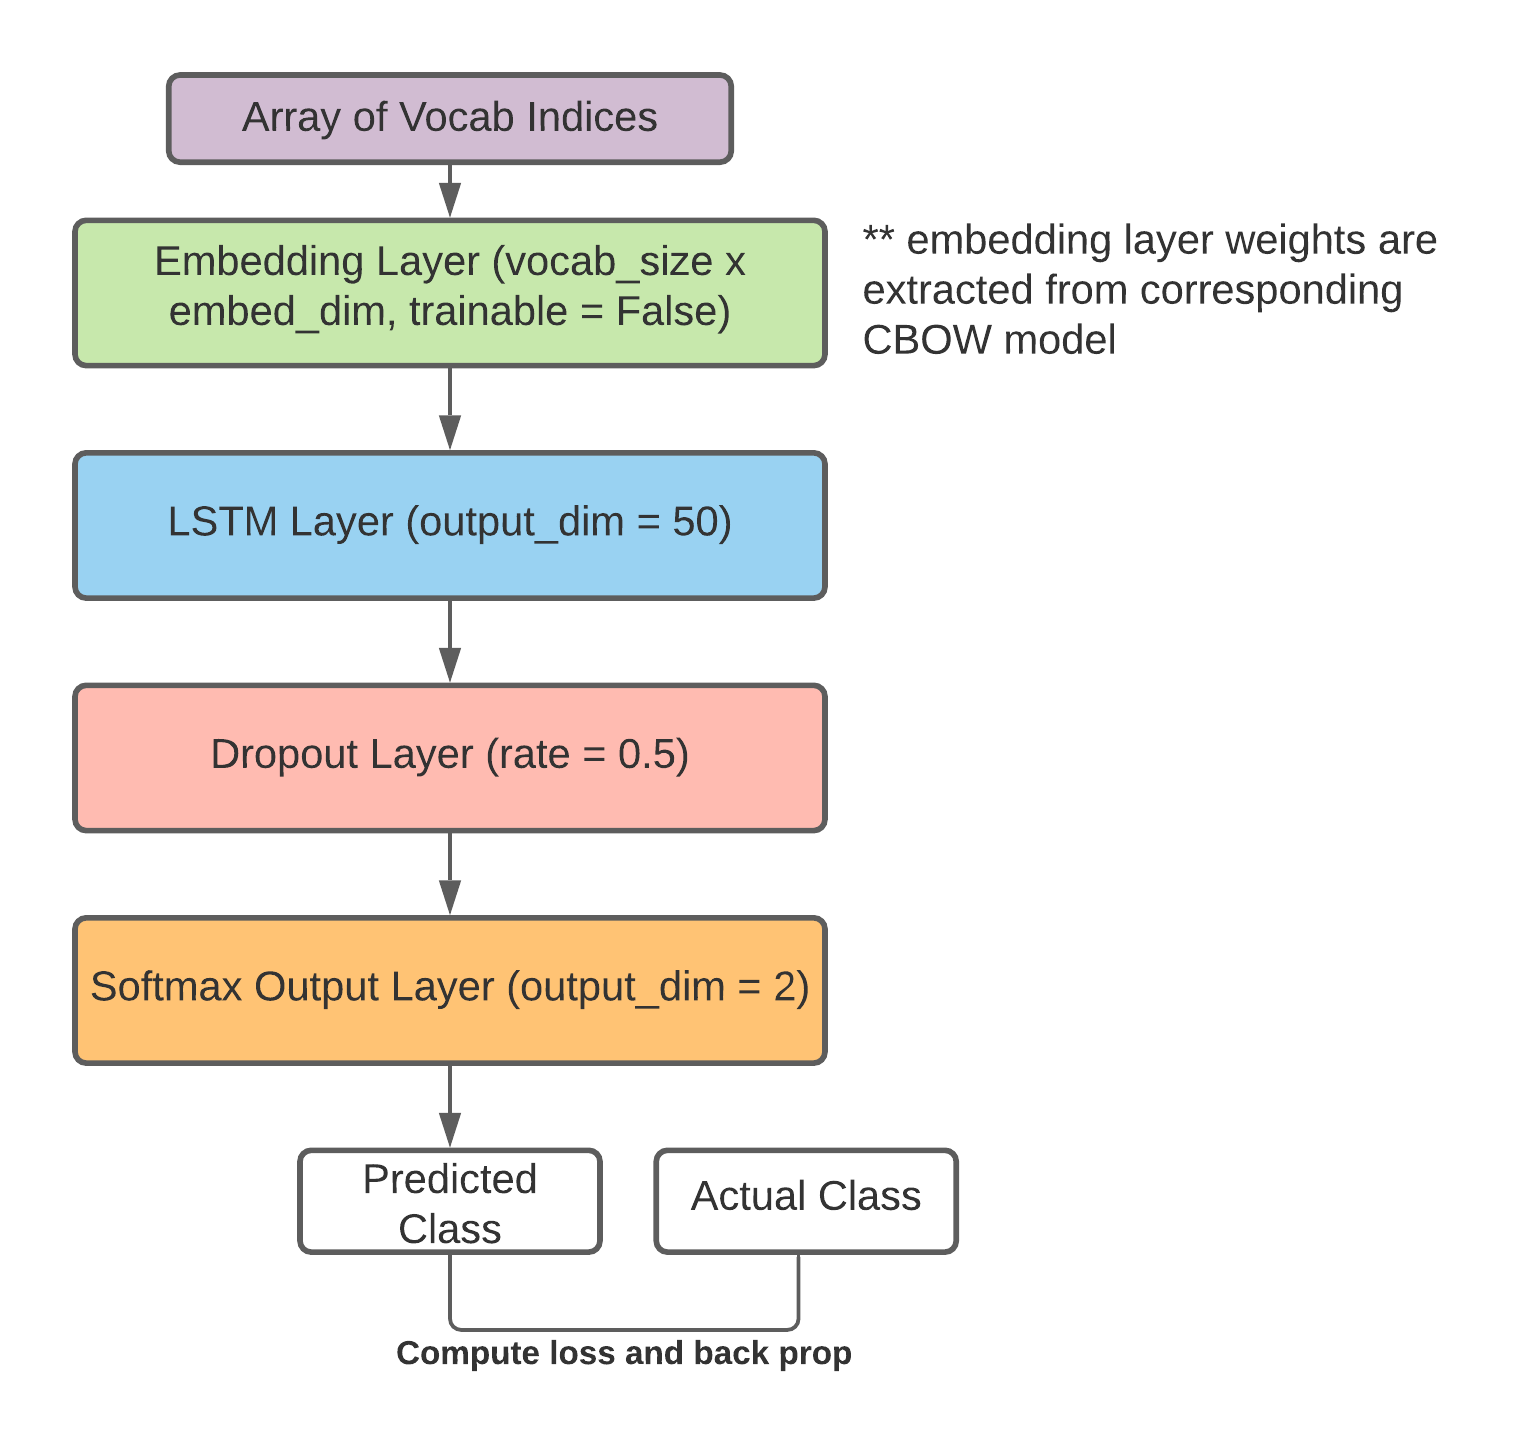 Array of Vocab Indices
Embedding Layer (vocab_size x
embed_dim, trainable = False)
** embedding layer weights are
extracted from corresponding
CBOW model
LSTM Layer (output_dim = 50)
Dropout Layer (rate = 0.5)
Softmax Output Layer (output_dim = 2)
Predicted
Class
Actual Class
Compute loss and back prop